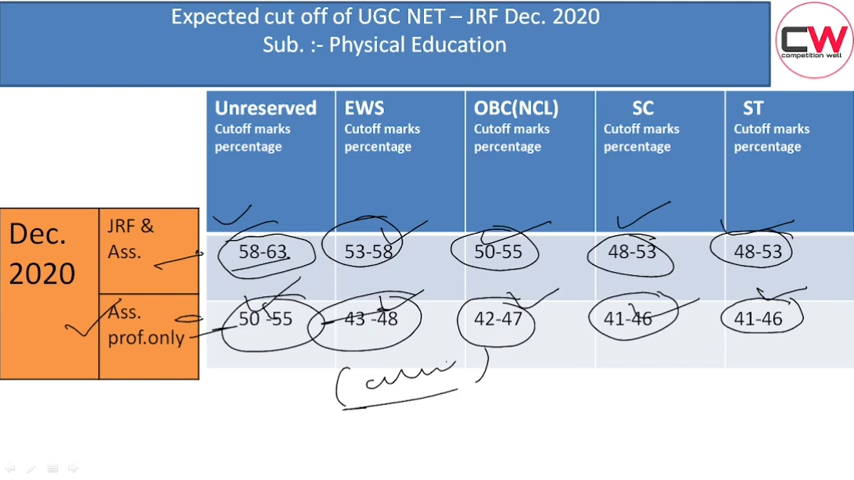 Expected cut off of UGC NET – JRF Dec. 2020
Sub. :- Physical Education
CW
competition well
Unreserved EWS OBC(NCL) SC ST
Cutoff marks Cutoff marks Cutoff marks Cutoff marks Cutoff marks
percentage percentage percentage percentage percentage
Dec.
2020
JRF &
Ass.
58-63 53-58 50-55 48-53 48-53
Ass.
prof.only
50 -55 43 -48 42-47 41-46 41-46